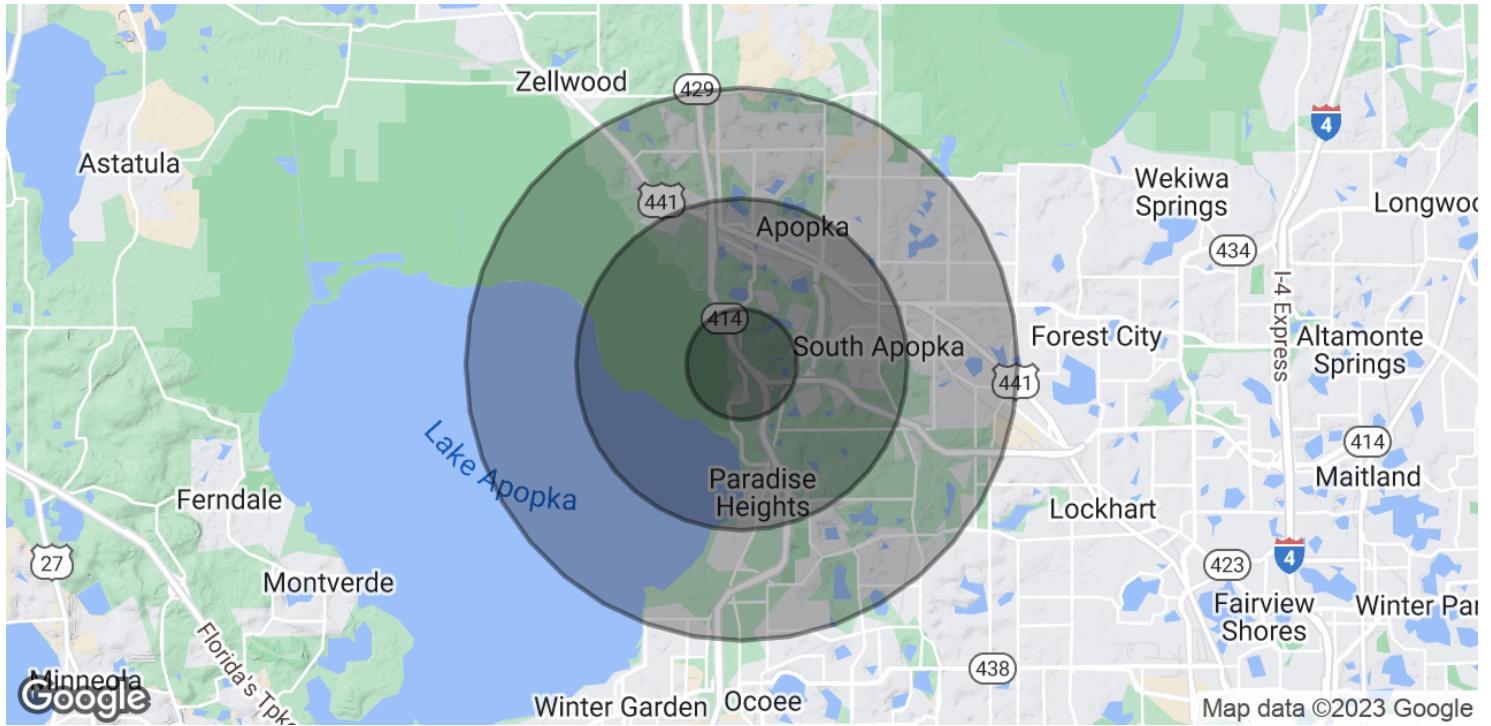 Zellwood
429
4
Astatula
Wekiwa
Springs
441
Longwo
Apopka
434
I-4 Express
414
South Apopka
Forest City
Altamonte
Springs
441
Lake Apopka
414
Paradise
Heights
Maitland
Ferndale
Lockhart
27
4
423
Montverde
Fairview
Shores
Winter Par
Florida's Tpke
438
Minneola
Google
Winter Garden
Ocoee
Map data ©2023 Google